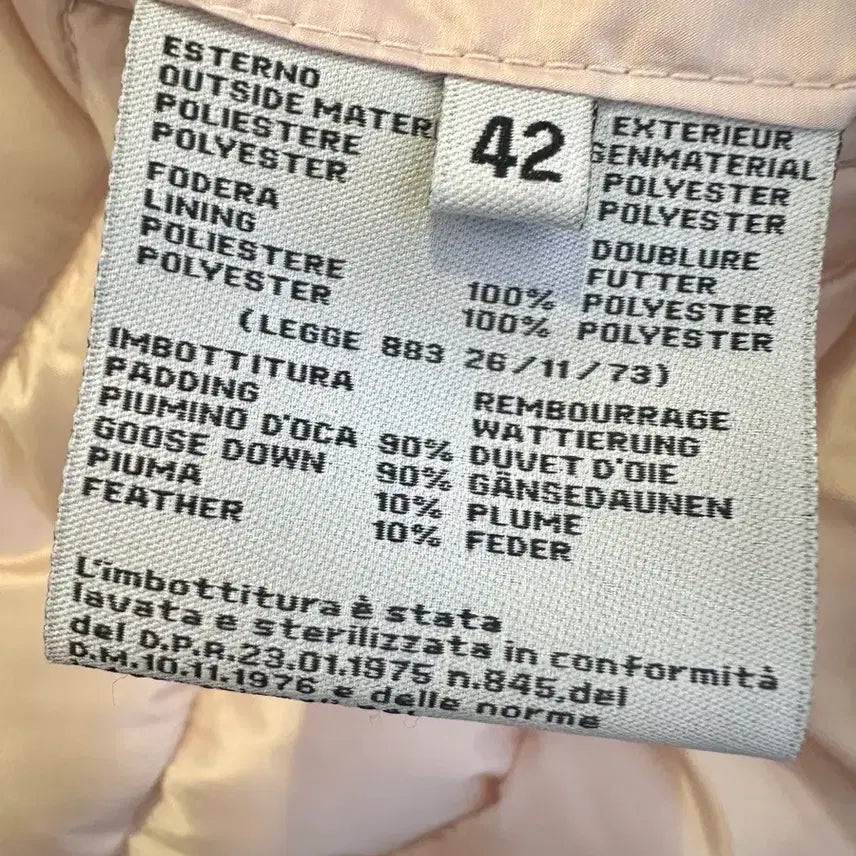 42
ESTERNO
OUTSIDE MATERI
POLIESTERE
POLYESTER
FODERA
LINING
POLIESTERE 100%
POLYESTER 100%
EXTERIEUR
SENMATERIAL
POLYESTER
POLYESTER
DOUBLURE
FUTTER
POLYESTER
POLYESTER
(LEGGE 883 26/11/73)
IMBOTTITURA
PADDING
PIUMINO D'OCA 90%
GOOSE DOWN 90%
PIUMA 10%
FEATHER 10%
REMBOURRAGE
WATTIERUNG
DUVET D'OIE
GÄNSEDAUNEN
PLUME
FEDER
L'imbottitura è stata
lavata e sterilizzata in conformità
del D.P.R.23.01.1975 n.845,del
D.M.10.11.1976 e delle norme